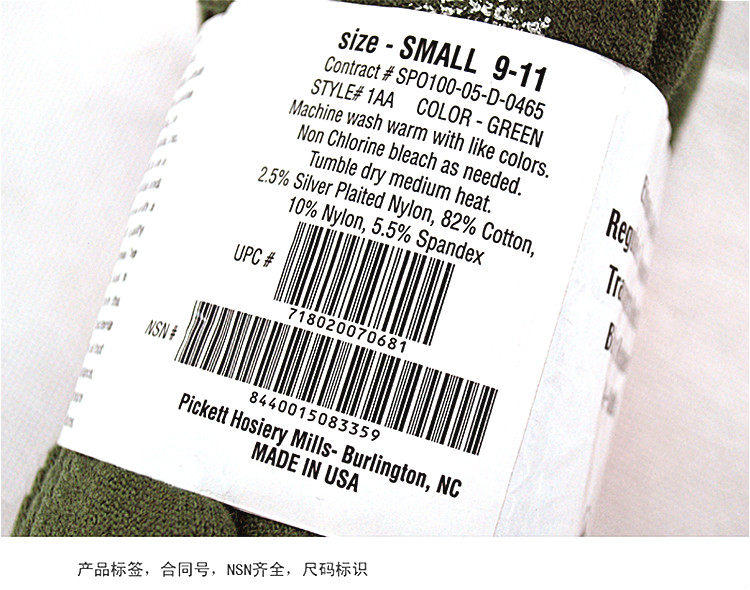 size - SMALL 9-11
Contract # SPO100-05-D-0465
STYLE# 1AA COLOR - GREEN
Machine wash warm with like colors.
Non Chlorine bleach as needed.
Tumble dry medium heat.
2.5% Silver Plaited Nylon, 82% Cotton,
10% Nylon, 5.5% Spandex
UPC #
718020070681
NSN #
8440015083359
Pickett Hosiery Mills- Burlington, NC
MADE IN USA
产品标签，合同号，NSN齐全，尺码标识